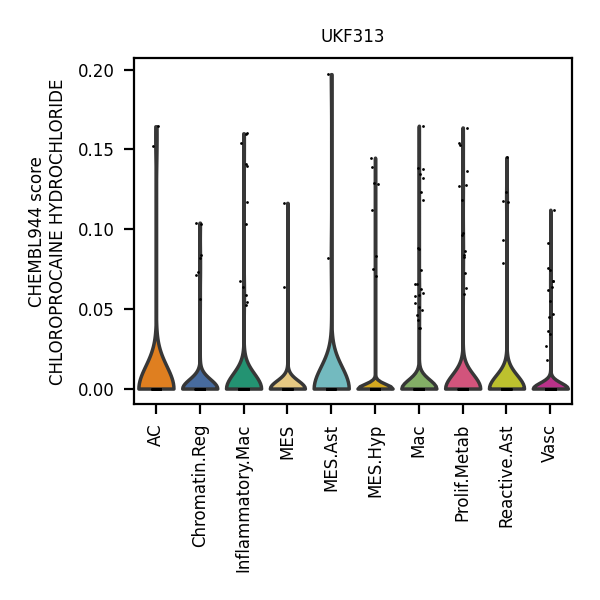 UKF313
CHEMBL944 score
CHLOROPROCAINE HYDROCHLORIDE
0.20
0.15
0.10
0.05
0.00
AC
Chromatin.Reg
Inflammatory.Mac
MES
MES.Ast
MES.Hyp
Mac
Prolif.Metab
Reactive.Ast
Vasc